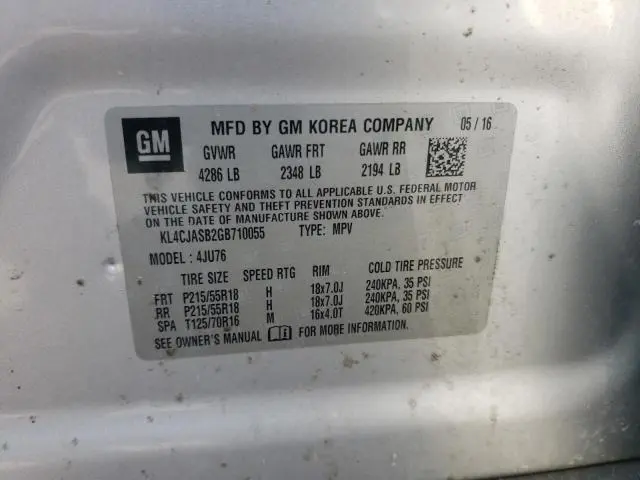 GM MFD BY GM KOREA COMPANY 05 / 16
GVWR GAWR FRT GAWR RR
4286 LB 2348 LB 2194 LB
THIS VEHICLE CONFORMS TO ALL APPLICABLE U.S. FEDERAL MOTOR
VEHICLE SAFETY AND THEFT PREVENTION STANDARDS IN EFFECT
ON THE DATE OF MANUFACTURE SHOWN ABOVE.
KL4CJASB2GB710055 TYPE: MPV
MODEL : 4JU76
TIRE SIZE SPEED RTG RIM COLD TIRE PRESSURE
FRT P215/55R18 H 18x7.0J 240KPA, 35 PSI
RR P215/55R18 H 18x7.0J 240KPA, 35 PSI
SPA T125/70R16 M 16x4.0T 420KPA, 60 PSI
SEE OWNER'S MANUAL FOR MORE INFORMATION.